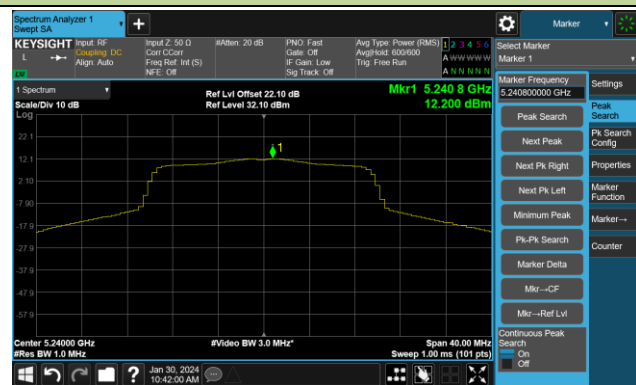 Spectrum Analyzer 1
Swept SA
+
Marker
KEYSIGHT
L
LW
Input: RF
Coupling: DC
Align: Auto
Input Z: 50 Ω
Corr CCorr
Freq Ref: Int (S)
NFE: Off
#Atten: 20 dB
PNO: Fast
Gate: Off
IF Gain: Low
Sig Track: Off
Avg Type: Power (RMS)
Avg|Hold: 600/600
Trig: Free Run
1 2 3 4 5 6
A W W W W W
A N N N N N
Select Marker
Marker 1
1 Spectrum
Scale/Div 10 dB
Log
Ref Lvl Offset 22.10 dB
Ref Level 32.10 dBm
Mkr1 5.240 8 GHz
12.200 dBm
1
22.1
12.1
2.10
-7.90
-17.9
-27.9
-37.9
-47.9
-57.9
Center 5.24000 GHz
#Res BW 1.0 MHz
#Video BW 3.0 MHz*
Span 40.00 MHz
Sweep 1.00 ms (101 pts)
Marker Frequency
5.240800000 GHz
Peak Search
Next Peak
Next Pk Right
Next Pk Left
Minimum Peak
Pk-Pk Search
Marker Delta
Mkr→CF
Mkr→Ref Lvl
Continuous Peak
Search
On
Off
Settings
Peak
Search
Pk Search
Config
Properties
Marker
Function
Marker→
Counter
?
Jan 30, 2024
10:42:00 AM